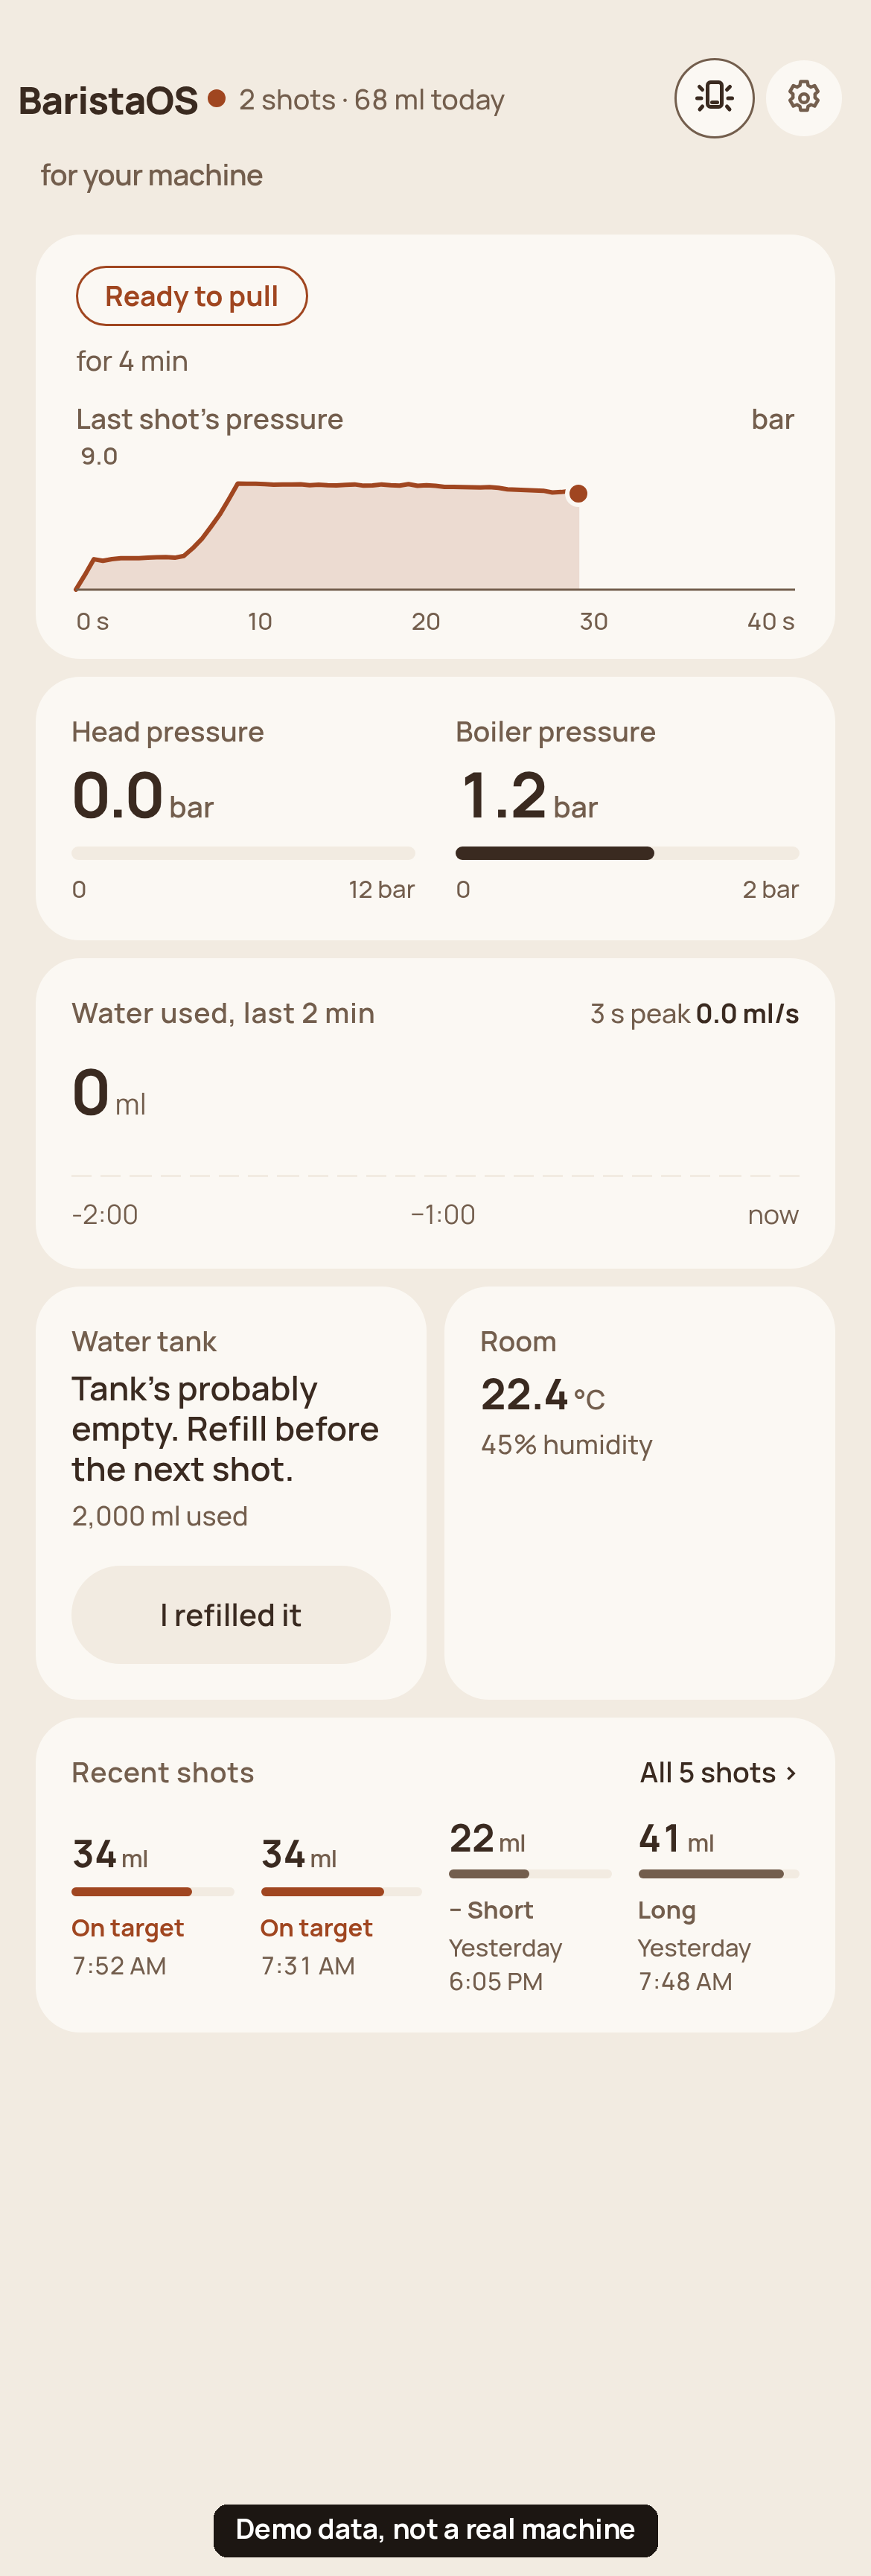 BaristaOS 2 shots · 68 ml today
for your machine
Ready to pull
for 4 min
Last shot's pressure bar
9.0
0 s 10 20 30 40 s
Head pressure Boiler pressure
0.0 bar 1.2 bar
0 12 bar 0 2 bar
Water used, last 2 min 3 s peak 0.0 ml/s
0 ml
-2:00 −1:00 now
Water tank
Tank's probably
empty. Refill before
the next shot.
2,000 ml used
I refilled it
Room
22.4 °C
45% humidity
Recent shots All 5 shots ›
34 ml
On target
7:52 AM
34 ml
On target
7:31 AM
22 ml
− Short
Yesterday
6:05 PM
41 ml
Long
Yesterday
7:48 AM
Demo data, not a real machine